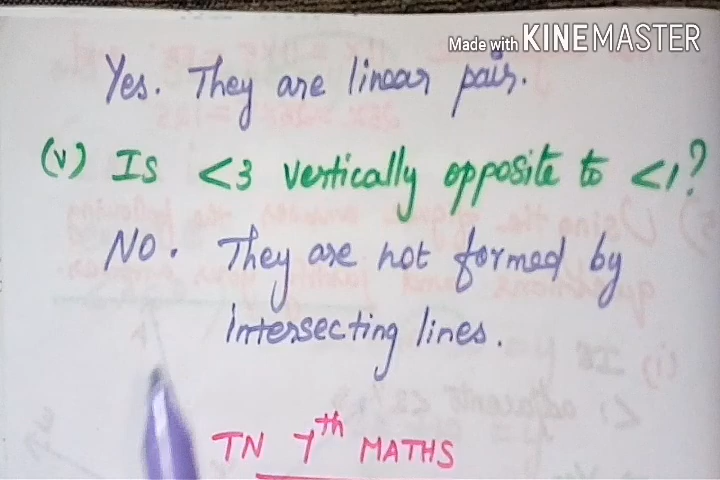 Made with KINEMASTER
Yes. They are linear pair.
(v) Is <3 vertically opposite to <1?
No. They are not formed by
intersecting lines.
TN 7th MATHS